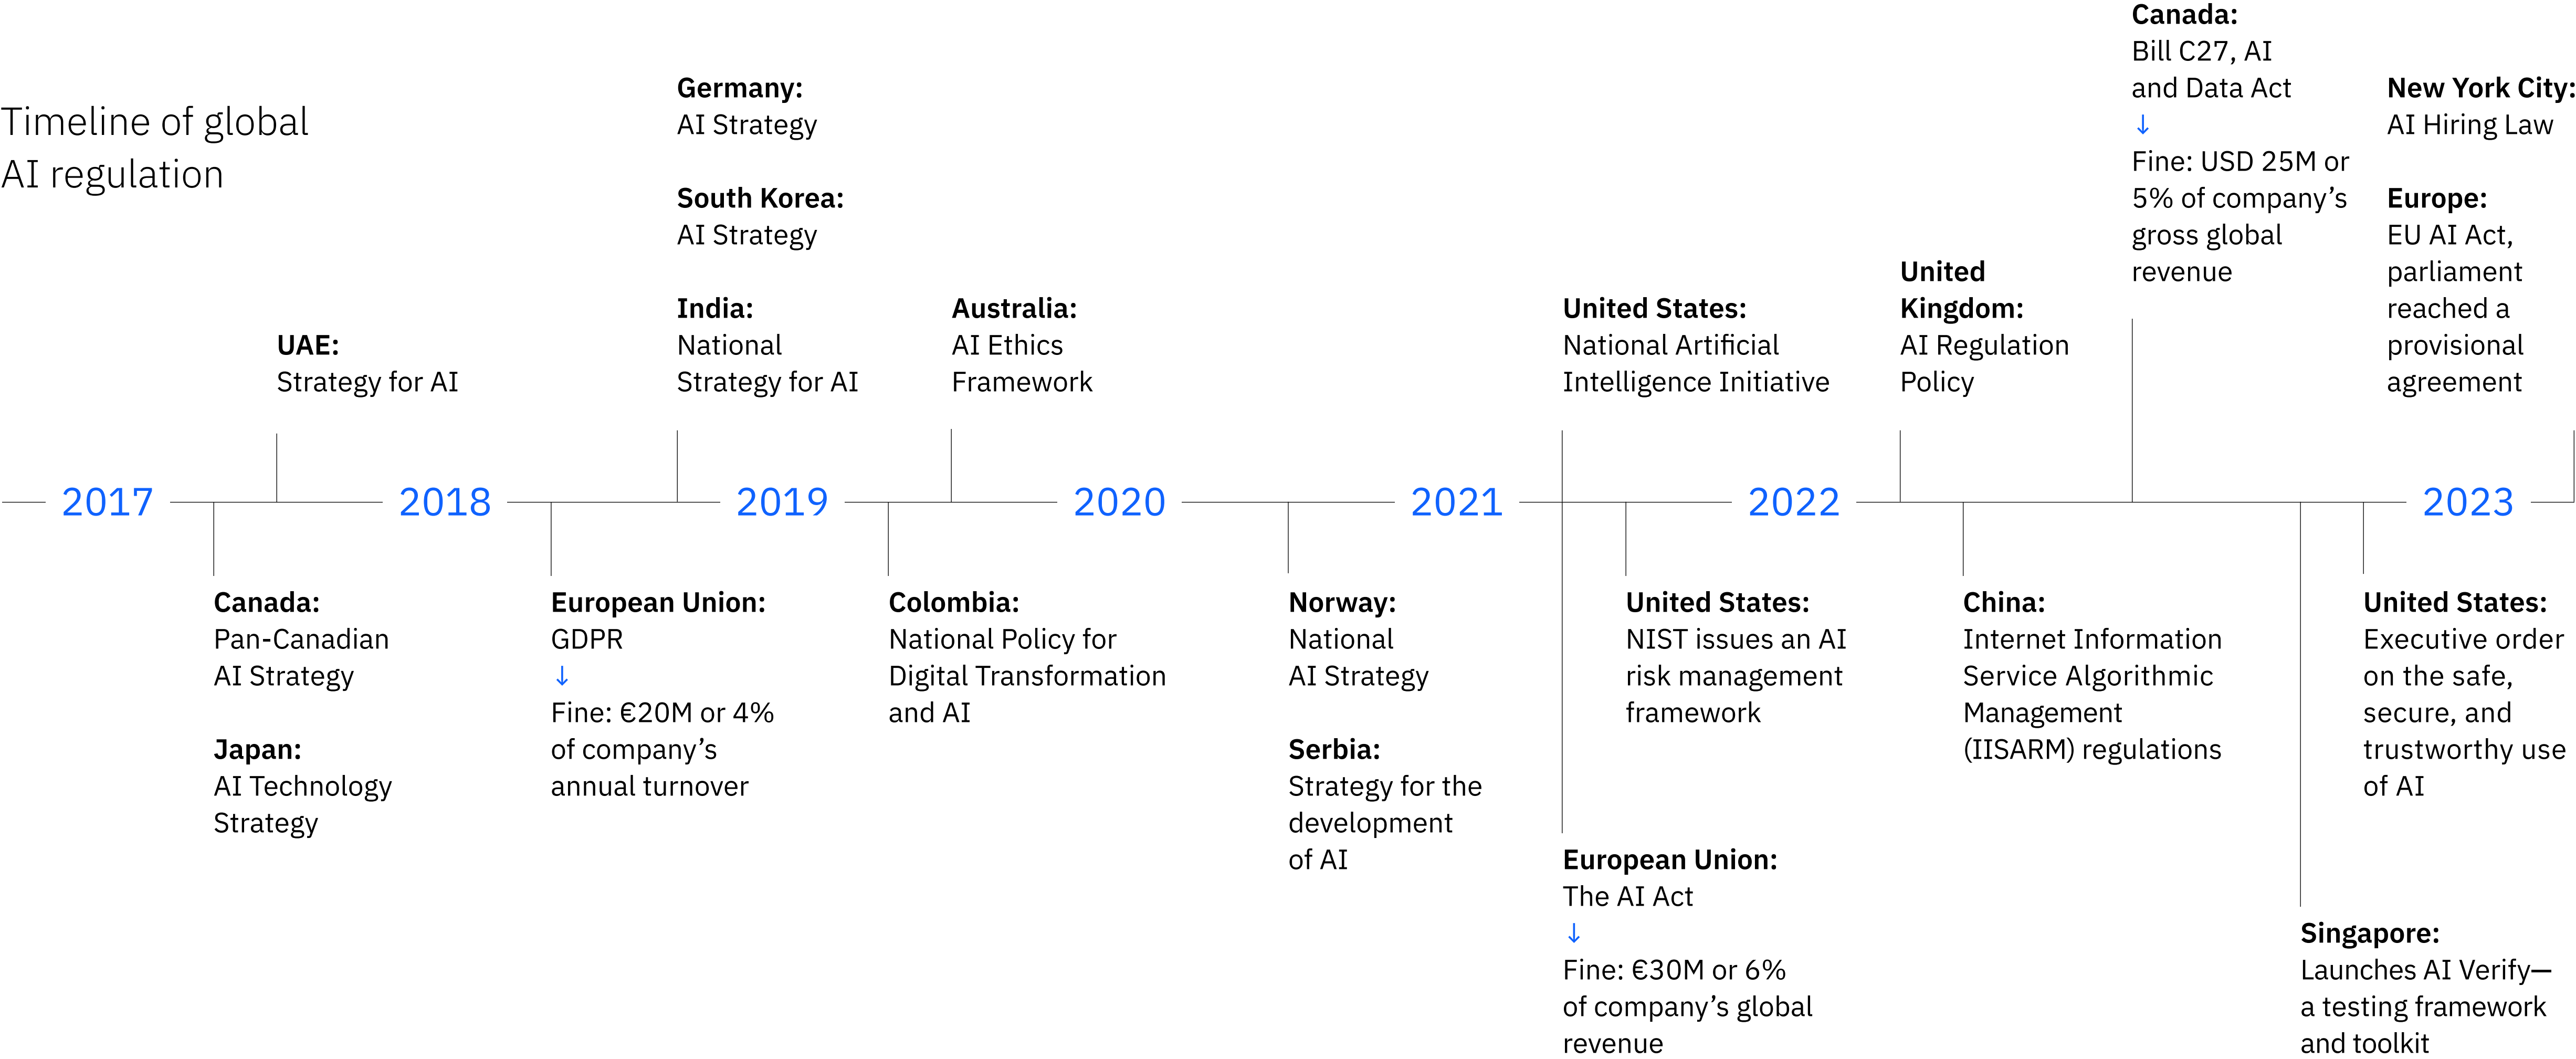 Timeline of global
AI regulation
UAE:
Strategy for AI
Germany:
AI Strategy
South Korea:
AI Strategy
India:
National
Strategy for AI
Australia:
AI Ethics
Framework
United States:
National Artificial
Intelligence Initiative
United
Kingdom:
AI Regulation
Policy
Canada:
Bill C27, AI
and Data Act
↓
Fine: USD 25M or
5% of company’s
gross global
revenue
New York City:
AI Hiring Law
Europe:
EU AI Act,
parliament
reached a
provisional
agreement
2017
2018
2019
2020
2021
2022
2023
Canada:
Pan-Canadian
AI Strategy
Japan:
AI Technology
Strategy
European Union:
GDPR
↓
Fine: €20M or 4%
of company’s
annual turnover
Colombia:
National Policy for
Digital Transformation
and AI
Norway:
National
AI Strategy
Serbia:
Strategy for the
development
of AI
European Union:
The AI Act
↓
Fine: €30M or 6%
of company’s global
revenue
United States:
NIST issues an AI
risk management
framework
China:
Internet Information
Service Algorithmic
Management
(IISARM) regulations
Singapore:
Launches AI Verify—
a testing framework
and toolkit
United States:
Executive order
on the safe,
secure, and
trustworthy use
of AI